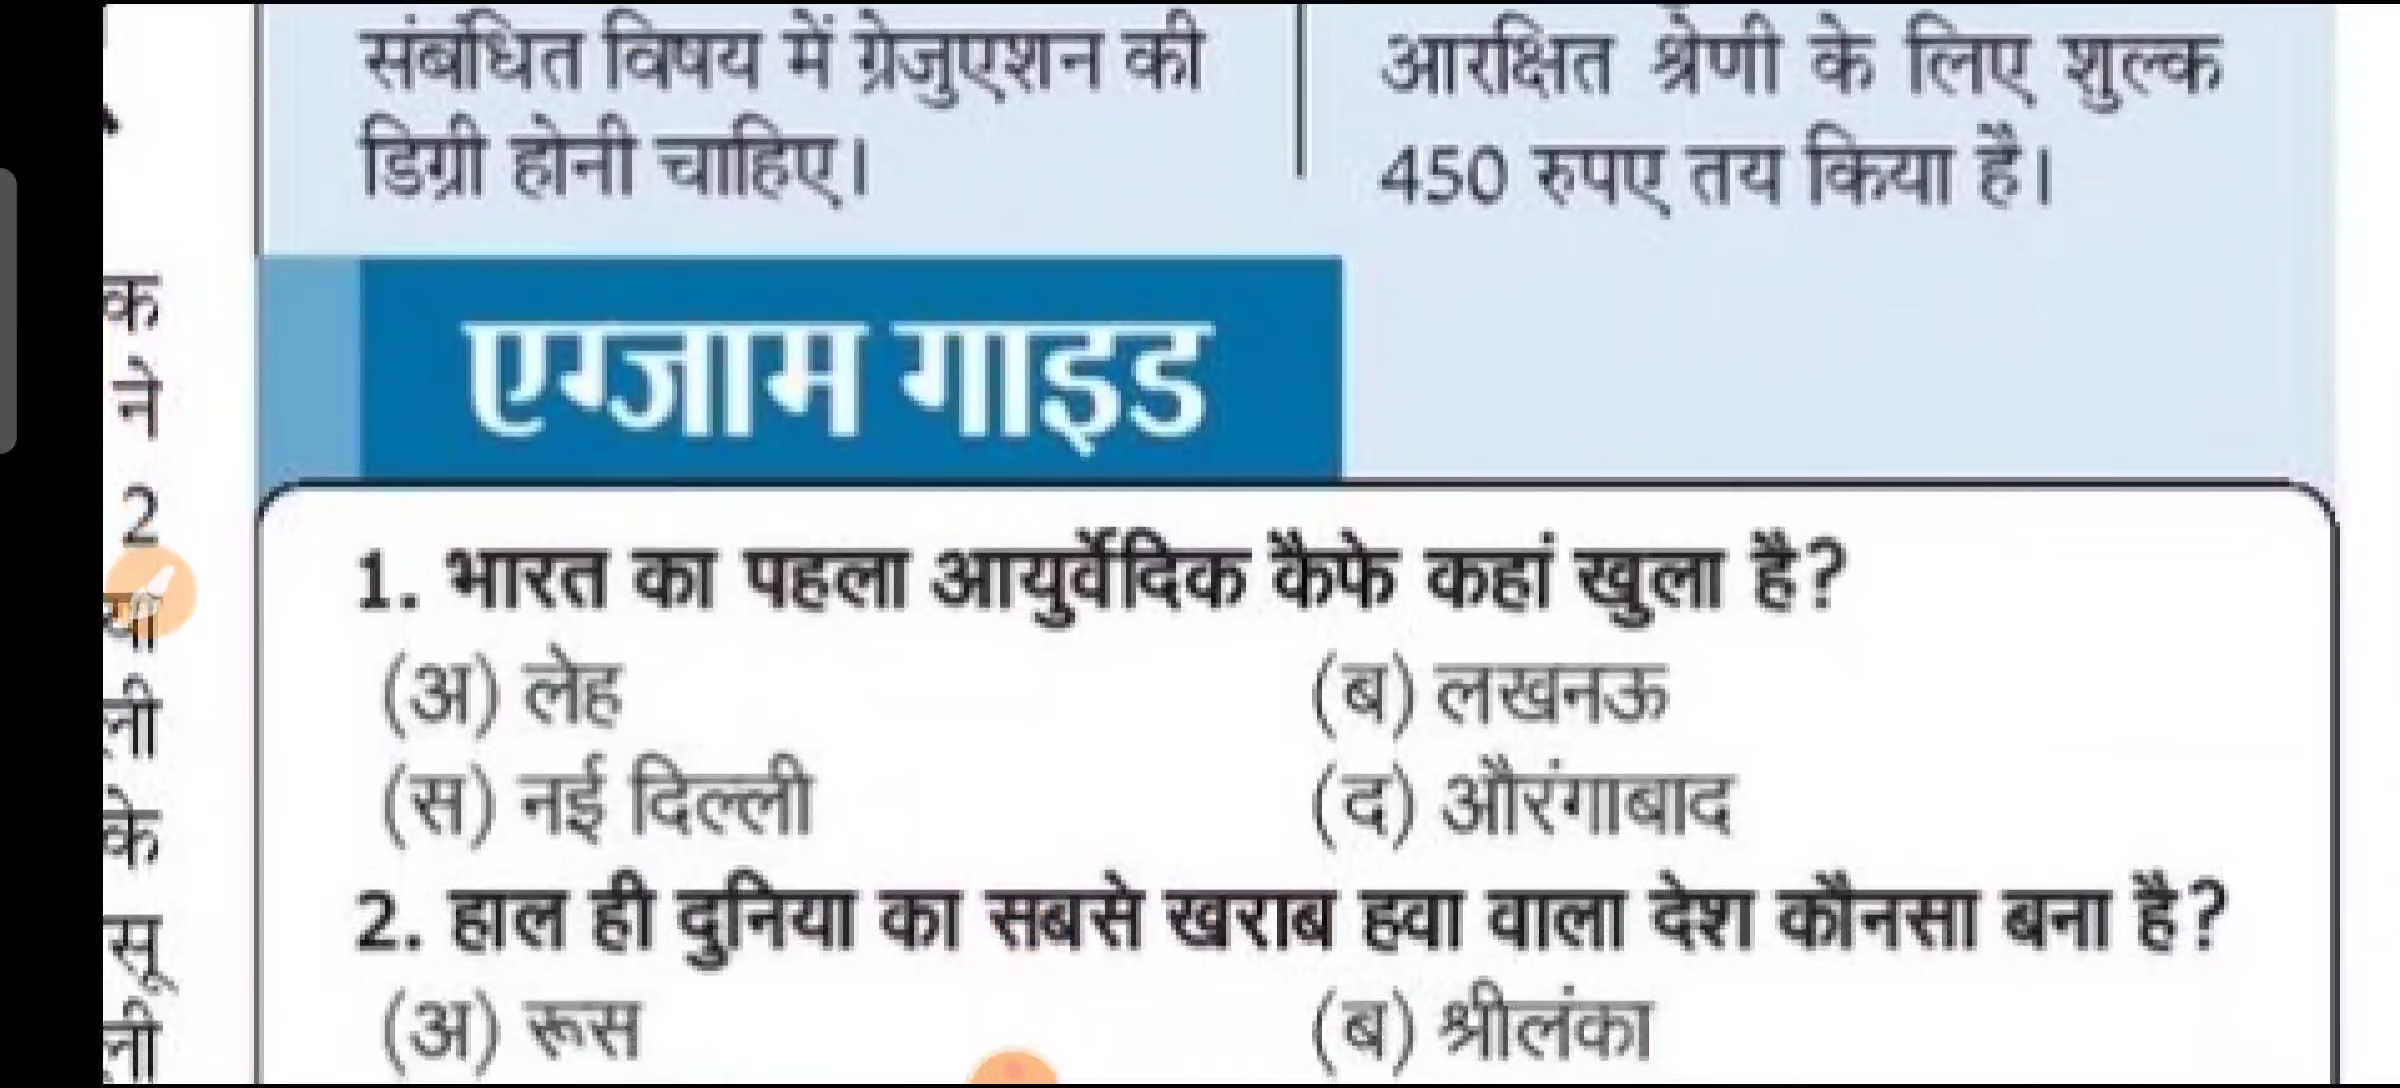 संबंधित विषय में ग्रेजुएशन की
डिग्री होनी चाहिए।
आरक्षित श्रेणी के लिए शुल्क
450 रुपए तय किया है।
क
ने
2
नी
के
सू
नी
एग्जाम गाइड
1. भारत का पहला आयुर्वेदिक कैफे कहां खुला है?
(अ) लेह (ब) लखनऊ
(स) नई दिल्ली (द) औरंगाबाद
2. हाल ही दुनिया का सबसे खराब हवा वाला देश कौनसा बना है?
(अ) रूस (ब) श्रीलंका